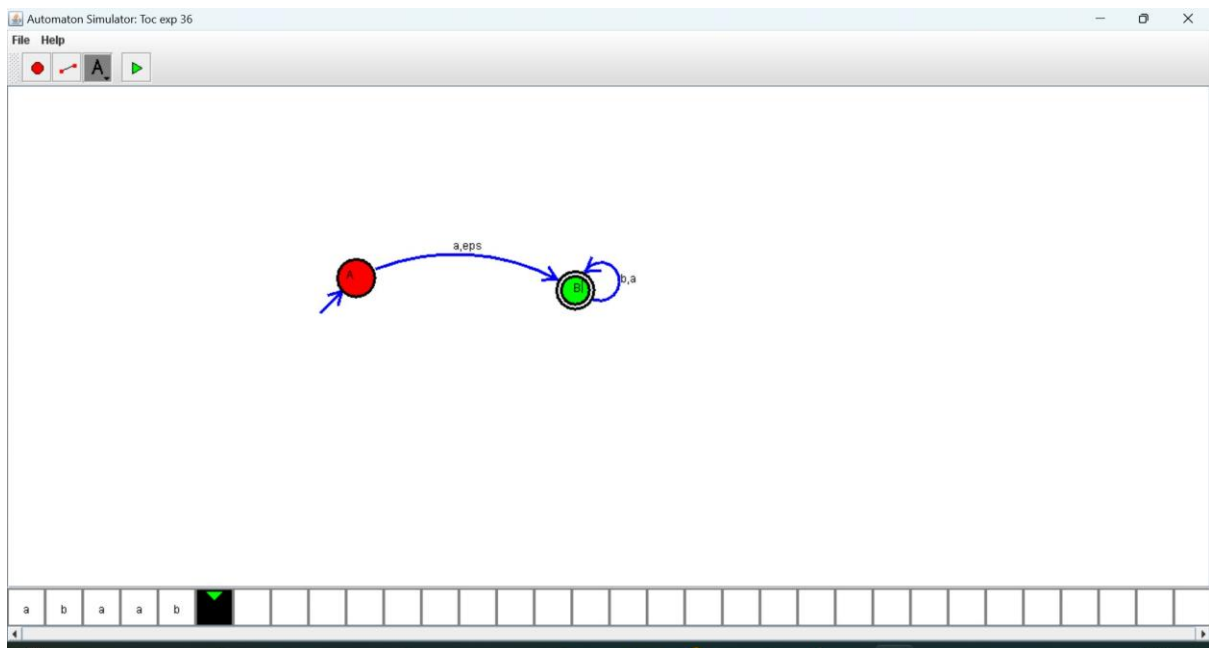 Automaton Simulator: Toc exp 36
File Help
A
a,eps
A
B
b,a
a b a a b